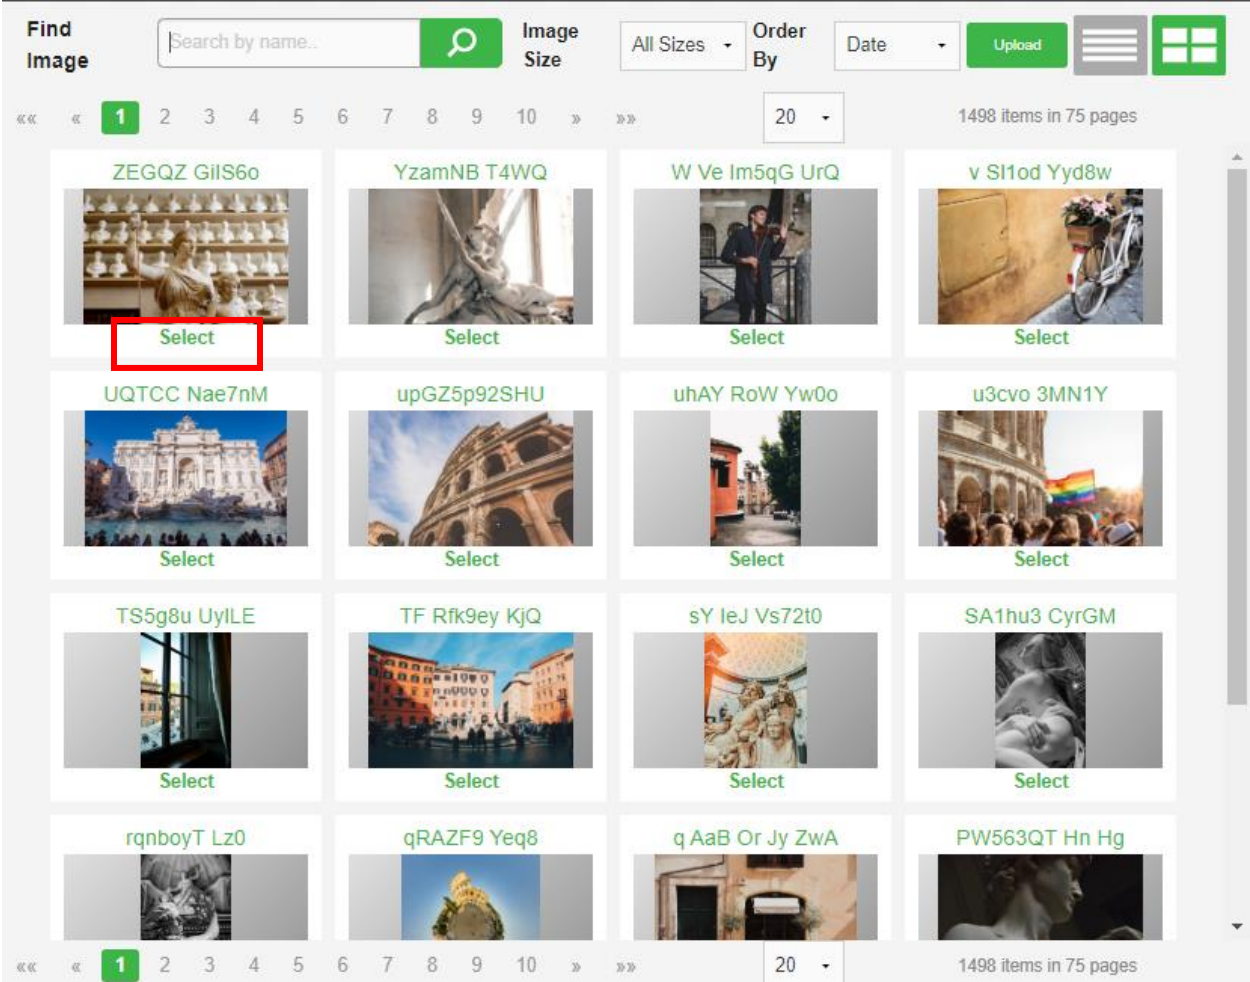 Find Image
Search by name..
Image Size
All Sizes
Order By
Date
Upload
«« « 1 2 3 4 5 6 7 8 9 10 » »»
20
1498 items in 75 pages
ZEGQZ GilS6o
YzamNB T4WQ
W Ve Im5qG UrQ
v SI1od Yyd8w
Select
Select
Select
Select
UQTCC Nae7nM
upGZ5p92SHU
uhAY RoW Yw0o
u3cvo 3MN1Y
Select
Select
Select
Select
TS5g8u UyILE
TF Rfk9ey KjQ
sY IeJ Vs72t0
SA1hu3 CyrGM
Select
Select
Select
Select
rqnboyT Lz0
qRAZF9 Yeq8
q AaB Or Jy ZwA
PW563QT Hn Hg
«« « 1 2 3 4 5 6 7 8 9 10 » »»
20
1498 items in 75 pages